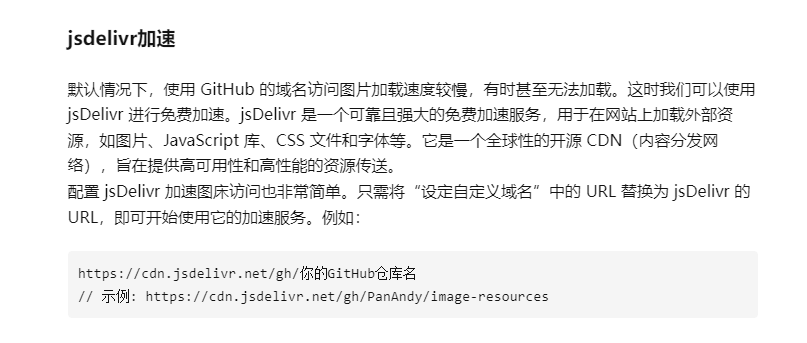 jsdelivr加速
默认情况下，使用 GitHub 的域名访问图片加载速度较慢，有时甚至无法加载。这时我们可以使用
jsDelivr 进行免费加速。jsDelivr 是一个可靠且强大的免费加速服务，用于在网站上加载外部资
源，如图片、JavaScript 库、CSS 文件和字体等。它是一个全球性的开源 CDN（内容分发网
络），旨在提供高可用性和高性能的资源传送。
配置 jsDelivr 加速图床访问也非常简单。只需将“设定自定义域名”中的 URL 替换为 jsDelivr 的
URL，即可开始使用它的加速服务。例如：
https://cdn.jsdelivr.net/gh/你的GitHub仓库名
// 示例: https://cdn.jsdelivr.net/gh/PanAndy/image-resources